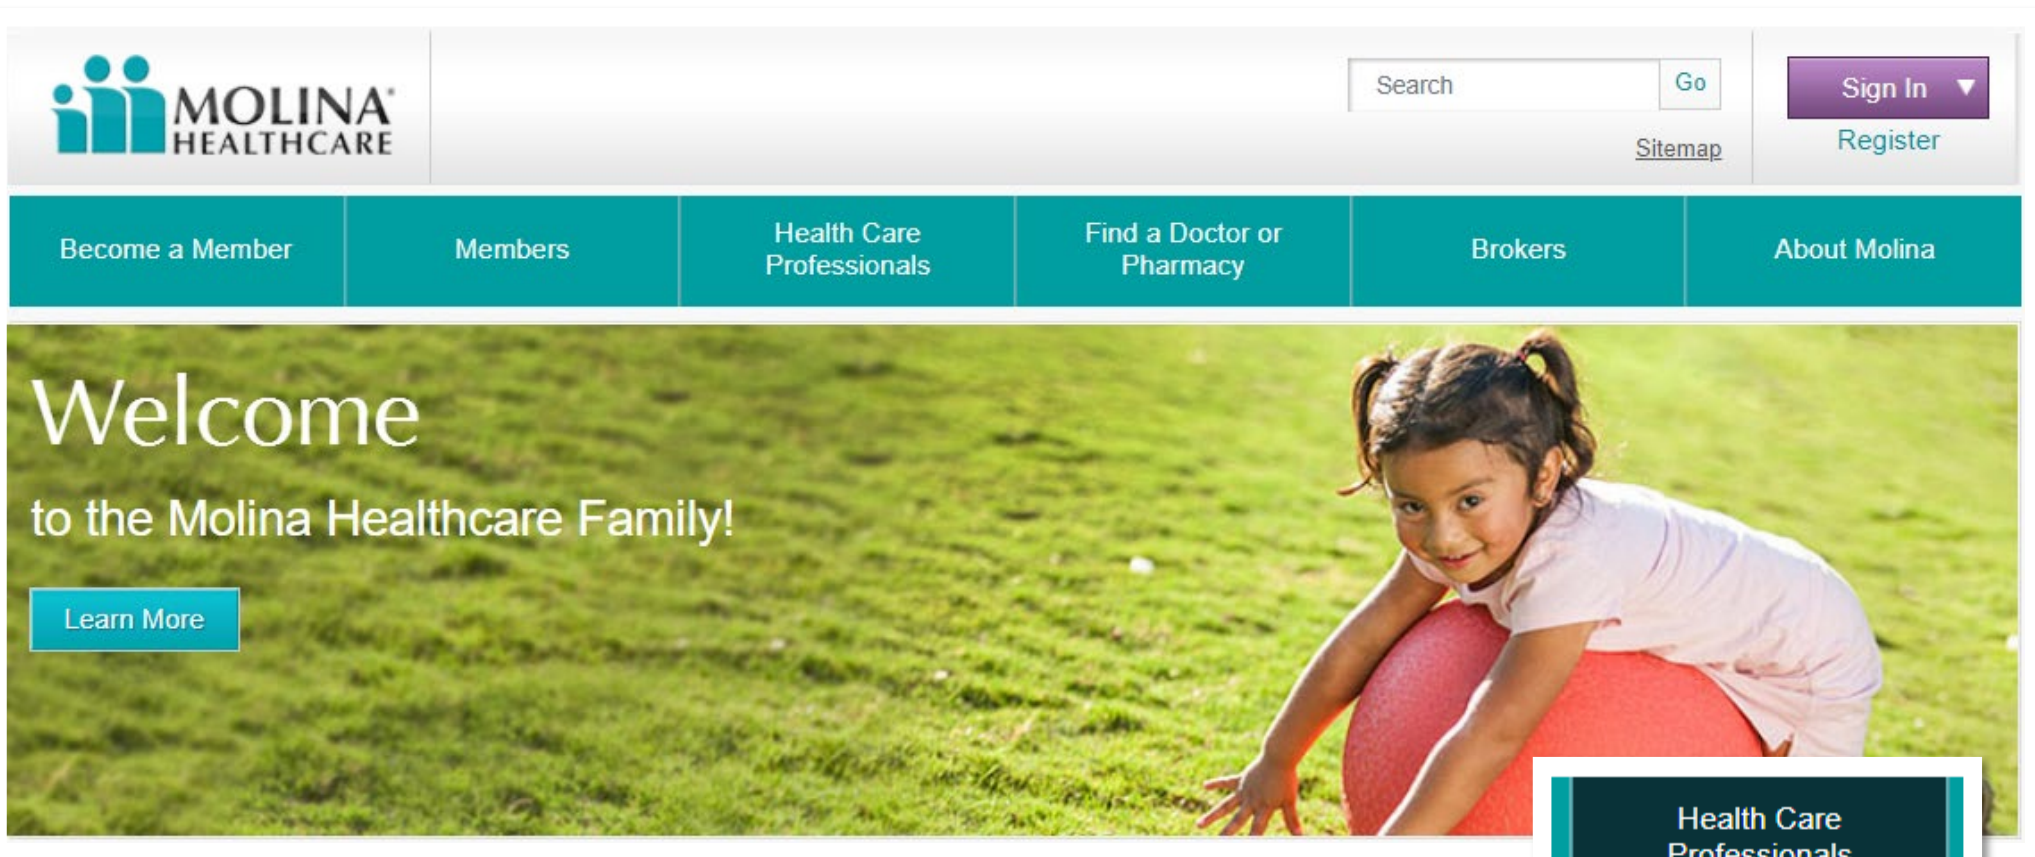 MOLINA®
HEALTHCARE
Search
Go
Sitemap
Sign In ▼
Register
Become a Member
Members
Health Care
Professionals
Find a Doctor or
Pharmacy
Brokers
About Molina
Welcome
to the Molina Healthcare Family!
Learn More
Health Care
Professionals